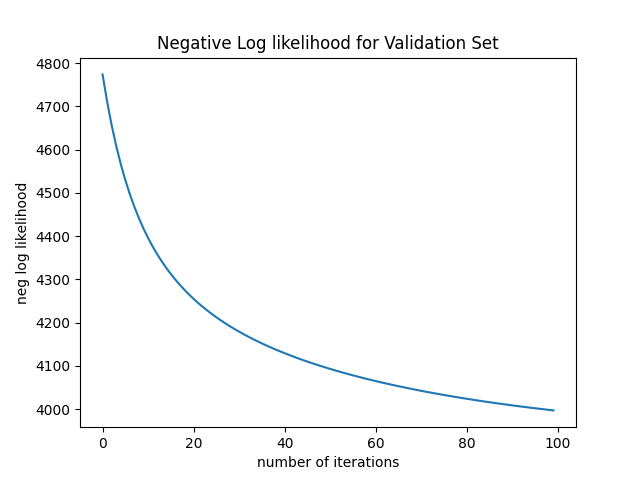 Negative Log likelihood for Validation Set
4800
4700
4600
4500
4400
4300
4200
4100
4000
neg log likelihood
0 20 40 60 80 100
number of iterations